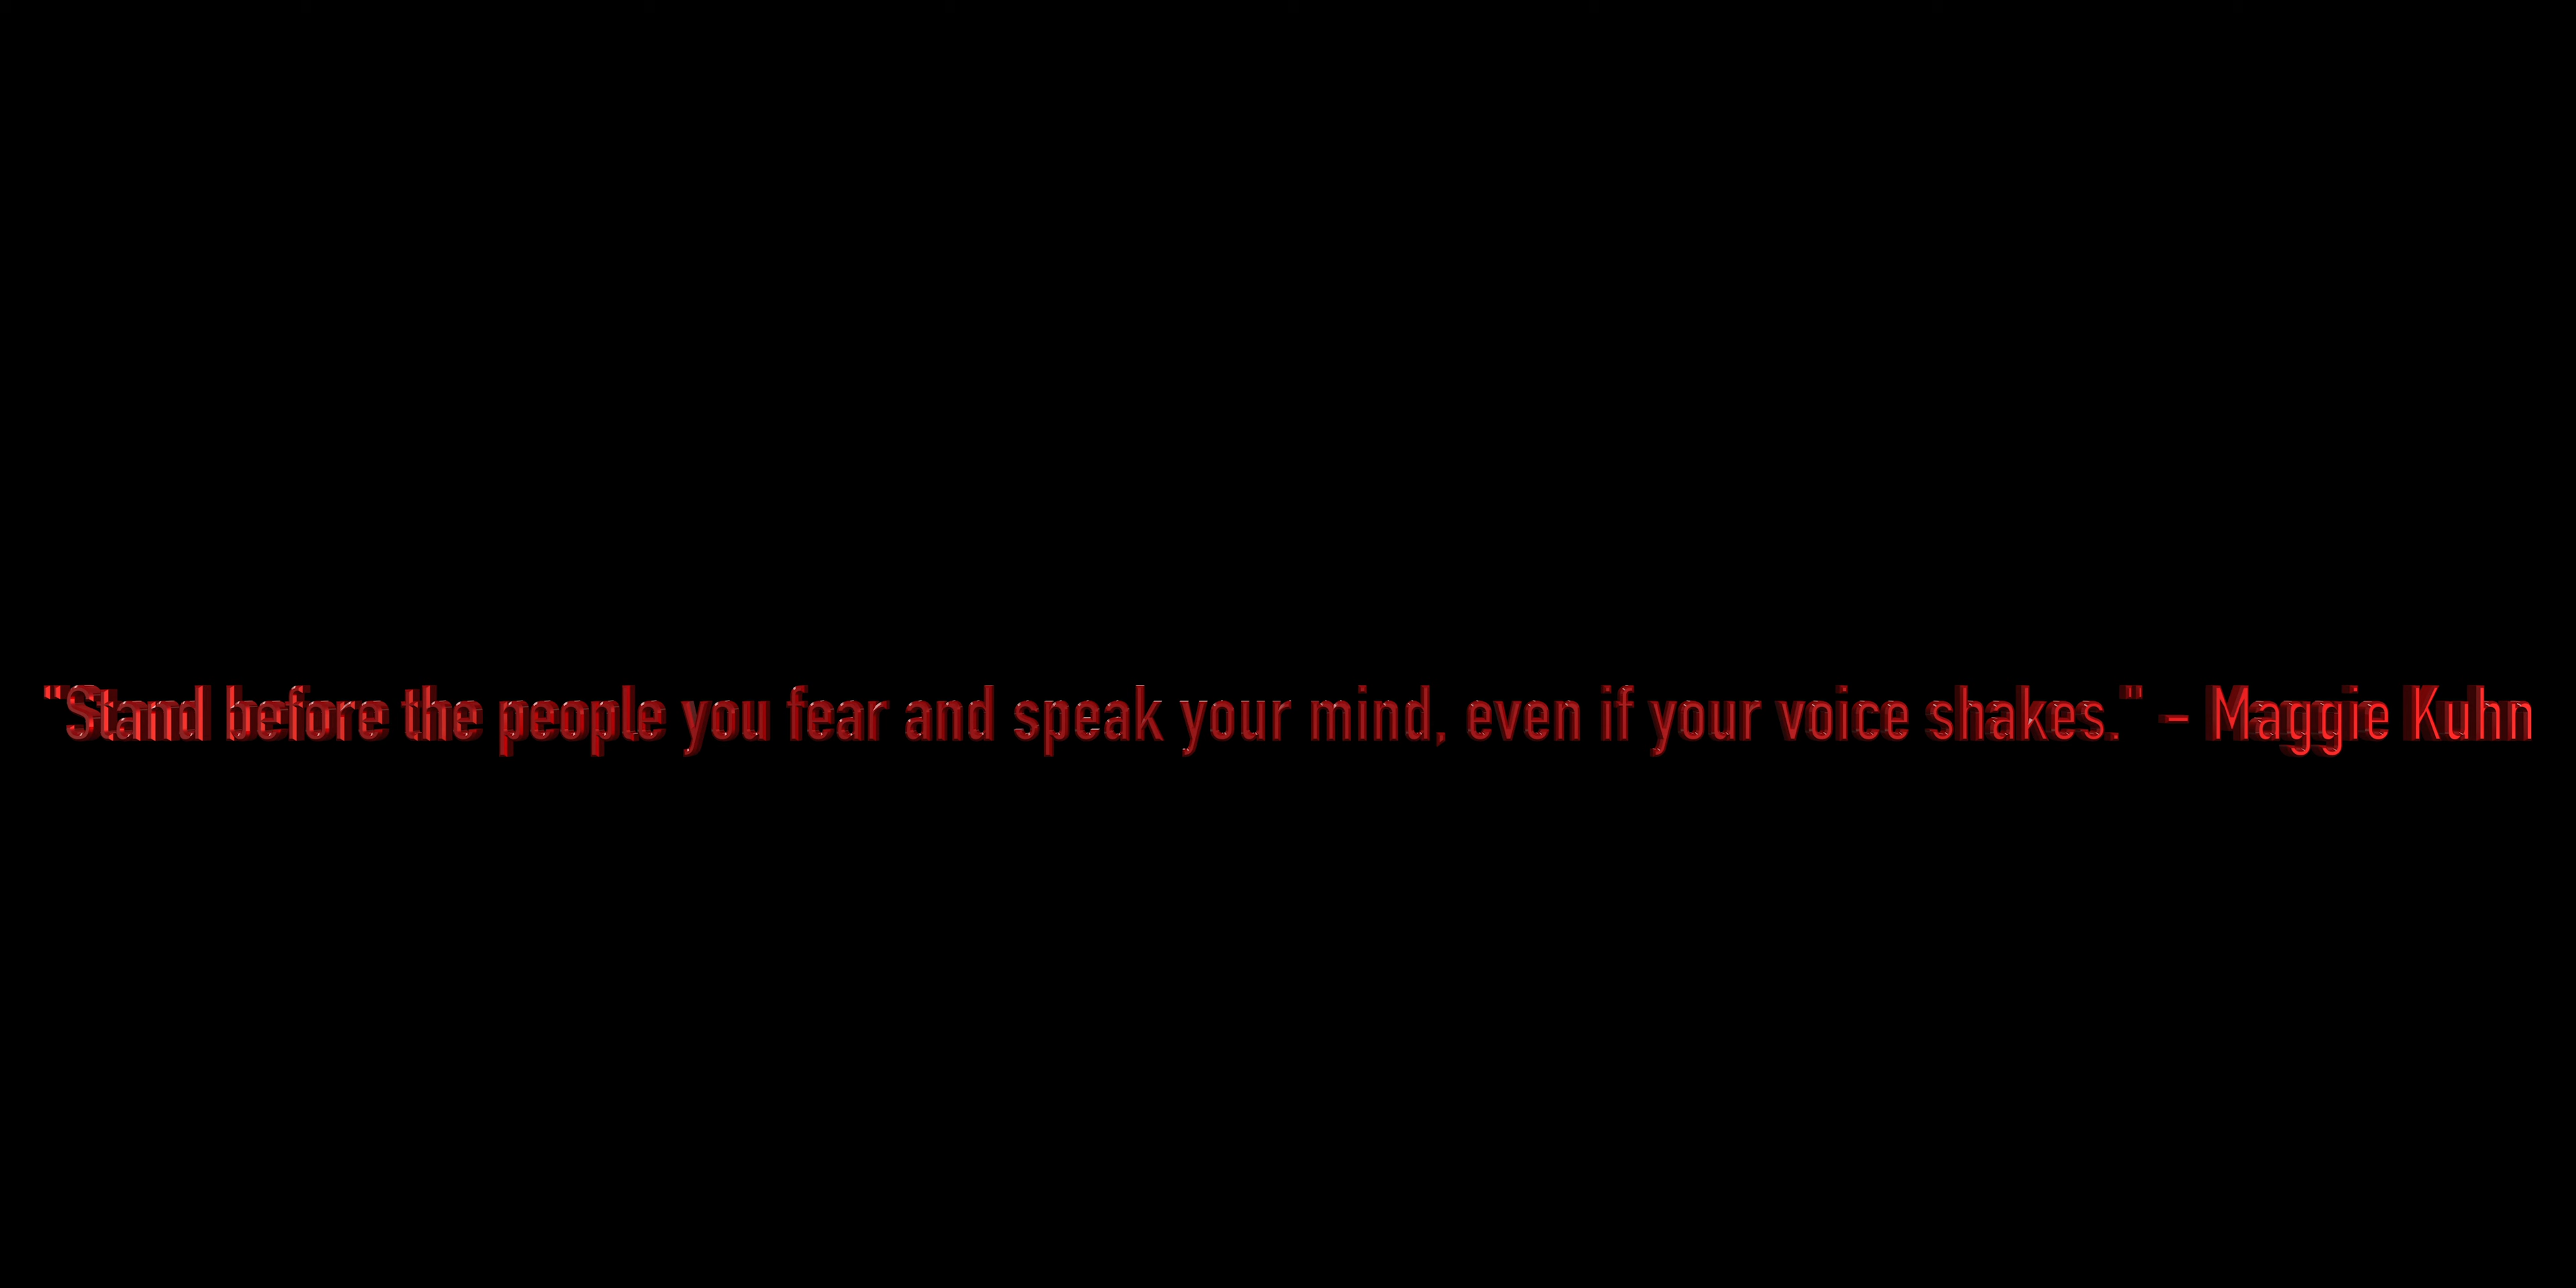 "Stand before the people you fear and speak your mind, even if your voice shakes." – Maggie Kuhn